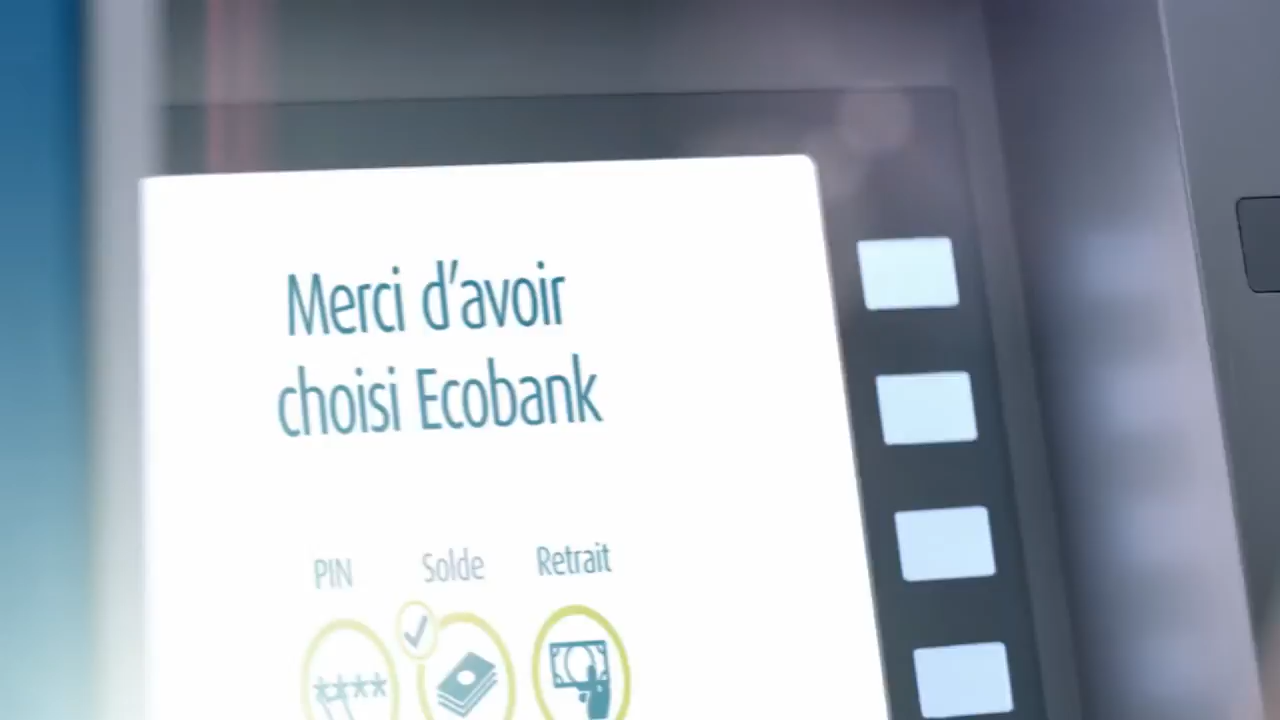 Merci d'avoir
choisi Ecobank
PIN Solde Retrait
****